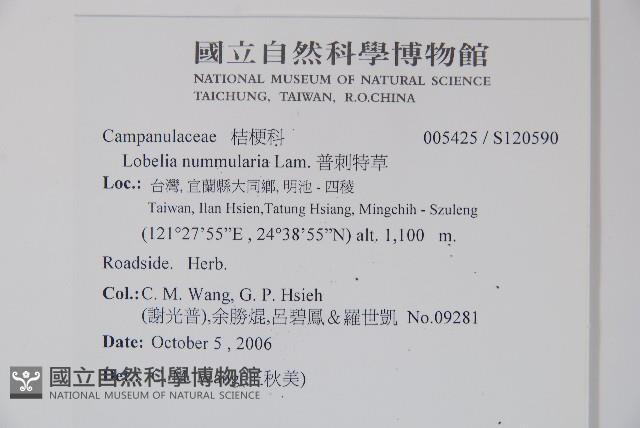 國立自然科學博物館
NATIONAL MUSEUM OF NATURAL SCIENCE
TAICHUNG, TAIWAN, R.O.CHINA
Campanulaceae 桔梗科 005425 / S120590
Lobelia nummularia Lam. 普剌特草
Loc.: 台灣, 宜蘭縣大同鄉, 明池 - 四稜
Taiwan, Ilan Hsien,Tatung Hsiang, Mingchih - Szuleng
(121°27'55"E , 24°38'55"N) alt. 1,100 m.
Roadside. Herb.
Col.: C. M. Wang, G. P. Hsieh
(謝光普),余勝焜,呂碧鳳＆羅世凱 No.09281
Date: October 5 , 2006
秋美)
國立自然科學博物館
NATIONAL MUSEUM OF NATURAL SCIENCE